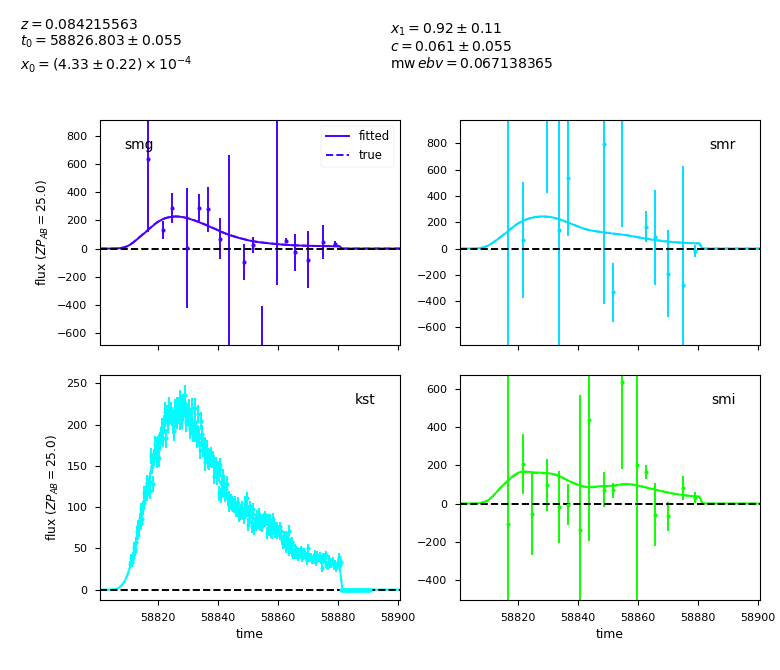 z = 0.084215563
t₀ = 58826.803 ± 0.055
x₀ = (4.33 ± 0.22) × 10⁻⁴
x₁ = 0.92 ± 0.11
c = 0.061 ± 0.055
mw ebv = 0.067138365
smg
fitted
true
800
600
400
200
0
−200
−400
−600
flux (ZP_AB = 25.0)
smr
800
600
400
200
0
−200
−400
−600
kst
250
200
150
100
50
0
flux (ZP_AB = 25.0)
58820
58840
58860
58880
58900
time
smi
600
400
200
0
−200
−400
58820
58840
58860
58880
58900
time